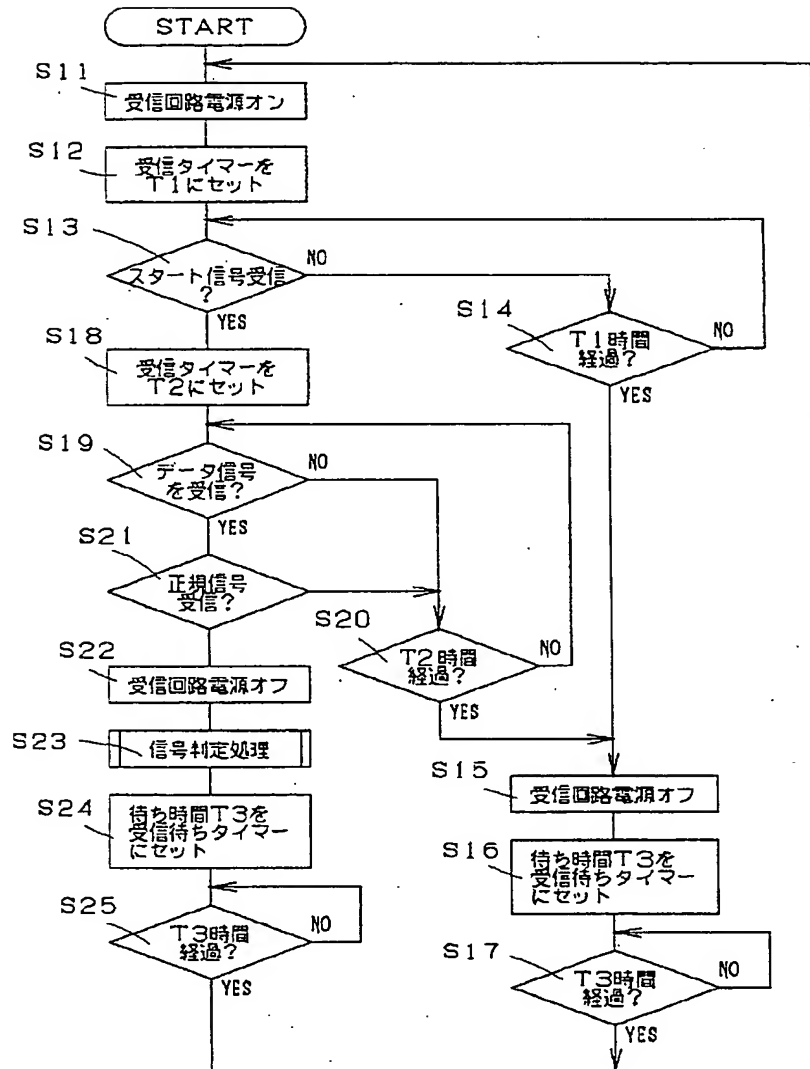 START
S11
受信回路電源オン
S12
受信タイマーを
T1にセット
S13
スタート信号受信
?
NO
YES
S14
T1時間
経過?
NO
YES
S18
受信タイマーを
T2にセット
S19
データ信号
を受信?
NO
YES
S21
正規信号
受信?
S20
T2時間
経過?
NO
YES
S22
受信回路電源オフ
S23
信号判定処理
S24
待ち時間T3を
受信待ちタイマー
にセット
S25
T3時間
経過?
NO
YES
S15
受信回路電源オフ
S16
待ち時間T3を
受信待ちタイマー
にセット
S17
T3時間
経過?
NO
YES